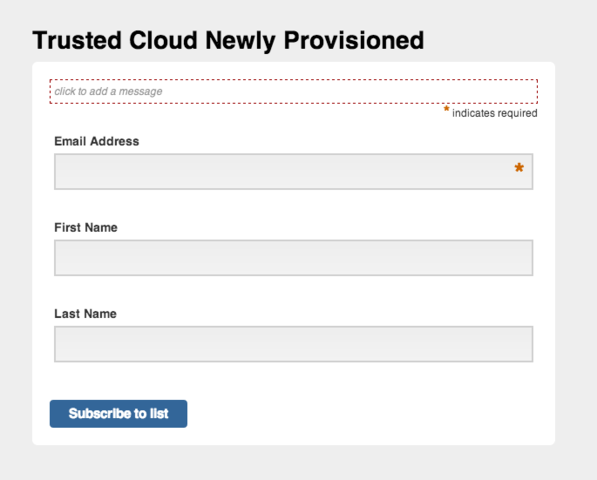 Trusted Cloud Newly Provisioned
click to add a message
* indicates required
Email Address
*
First Name
Last Name
Subscribe to list